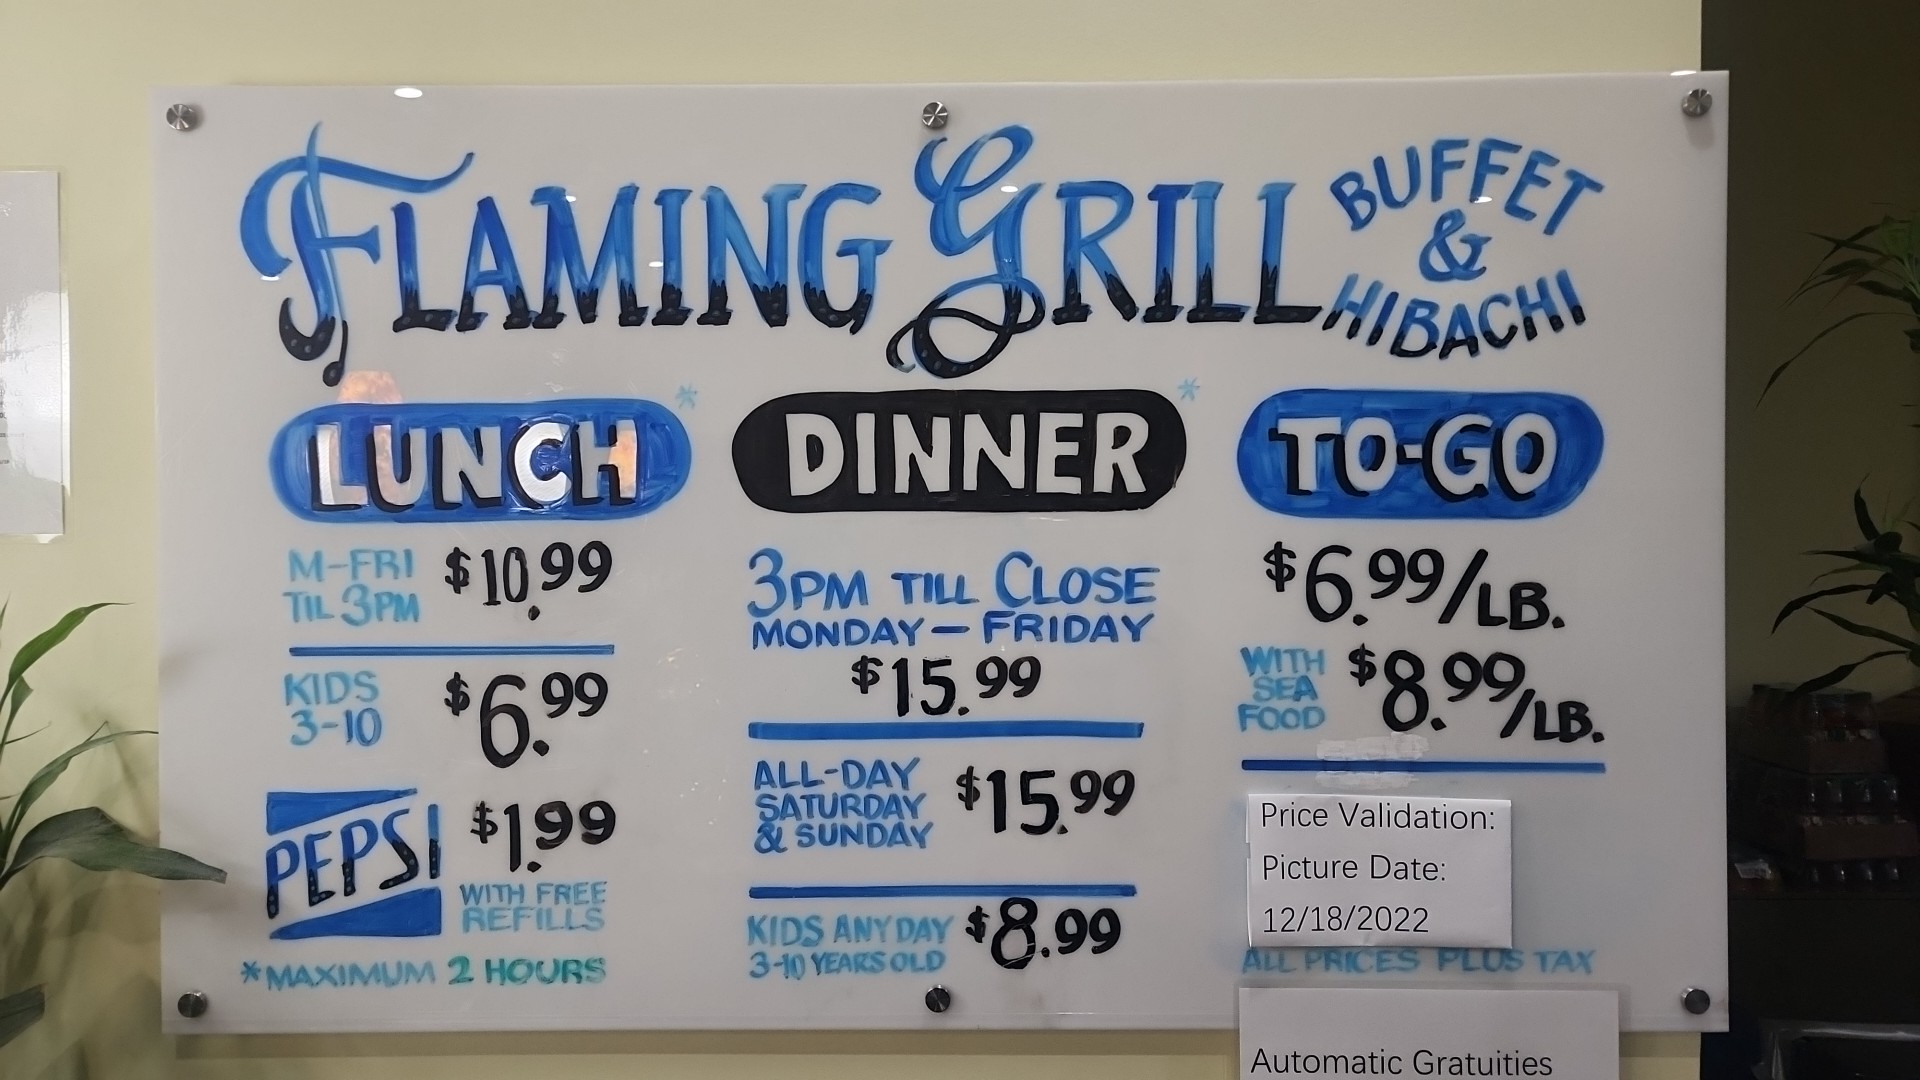 FLAMING GRILL
BUFFET
&
HIBACHI
LUNCH *
M-FRI
TIL 3PM
$10.99
KIDS
3-10
$6.99
PEPSI
$1.99
WITH FREE
REFILLS
*MAXIMUM 2 HOURS
DINNER *
3PM TILL CLOSE
MONDAY - FRIDAY
$15.99
ALL-DAY
SATURDAY
& SUNDAY
$15.99
KIDS ANY DAY
3-10 YEARS OLD
$8.99
TO-GO
$6.99/LB.
WITH
SEA
FOOD
$8.99/LB.
Price Validation:
Picture Date:
12/18/2022
ALL PRICES PLUS TAX
Automatic Gratuities